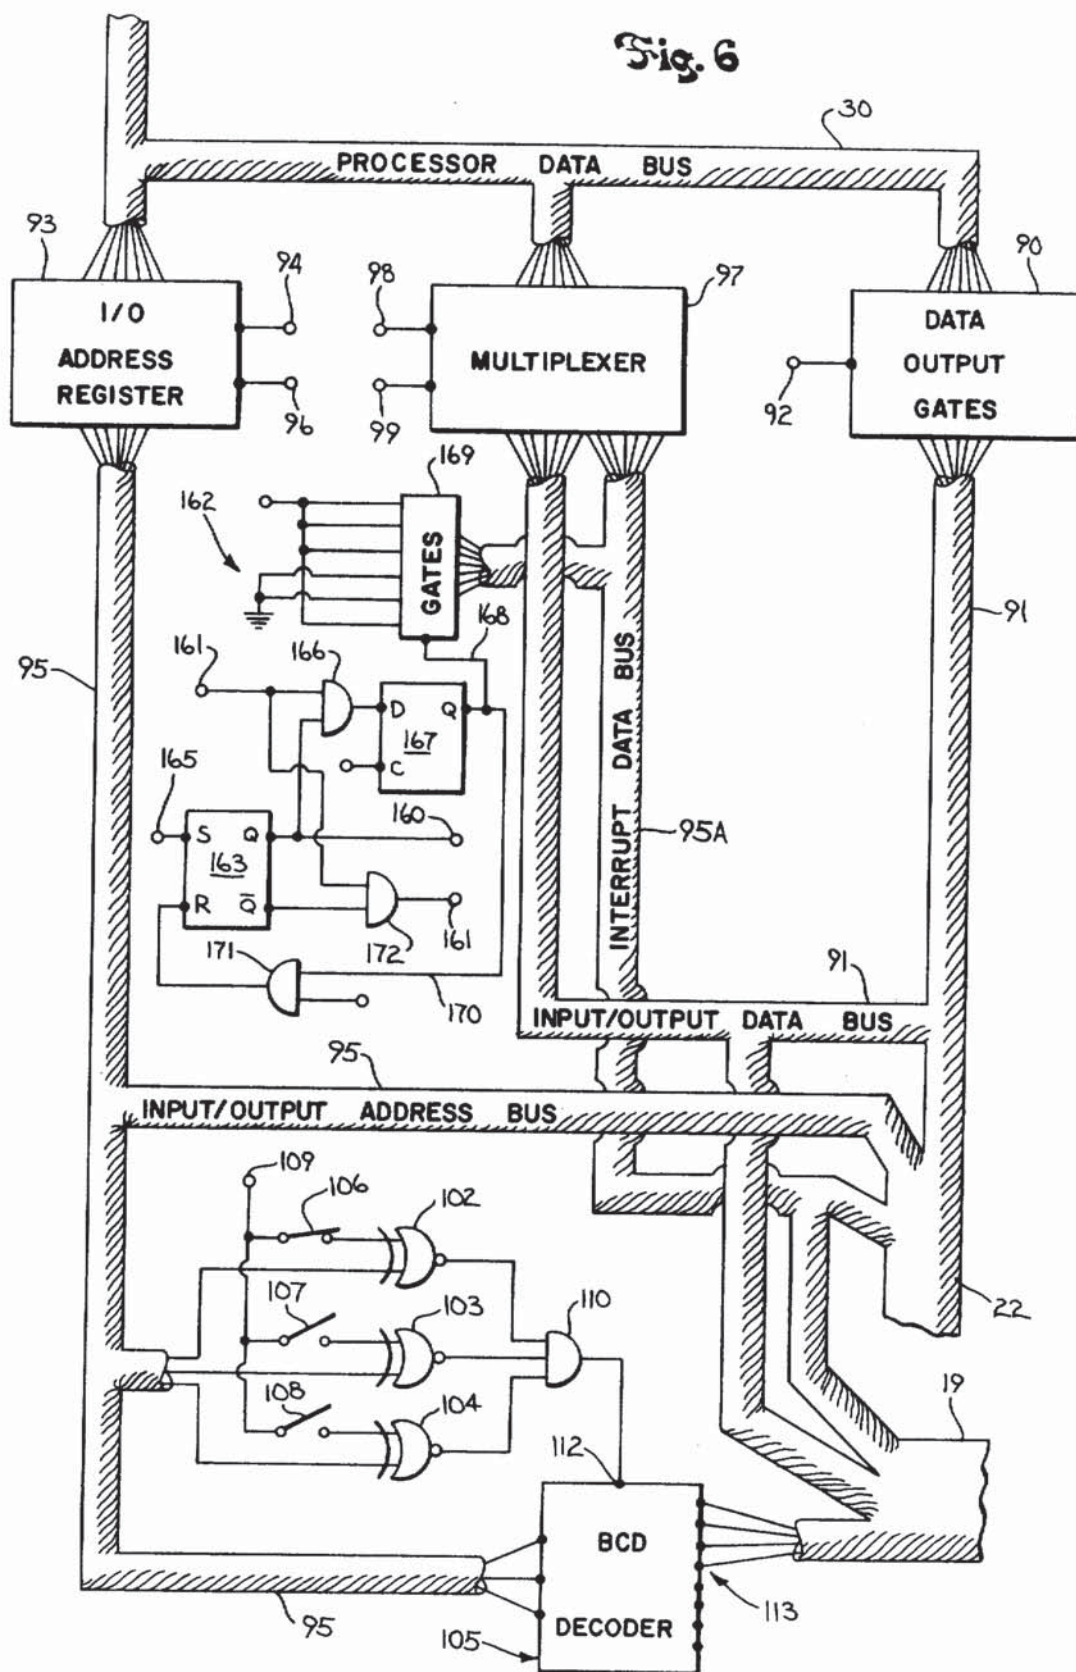 Fig. 6
30
PROCESSOR DATA BUS
93
I/O
ADDRESS
REGISTER
94
96
98
99
97
MULTIPLEXER
90
DATA
OUTPUT
GATES
92
169
162
GATES
168
91
95
161
166
D
Q
167
C
165
160
S
Q
163
R
Q̅
161
172
171
170
INTERRUPT DATA BUS
95A
91
INPUT/OUTPUT DATA BUS
95
INPUT/OUTPUT ADDRESS BUS
109
106
102
107
103
110
108
104
22
19
112
BCD
DECODER
113
105
95